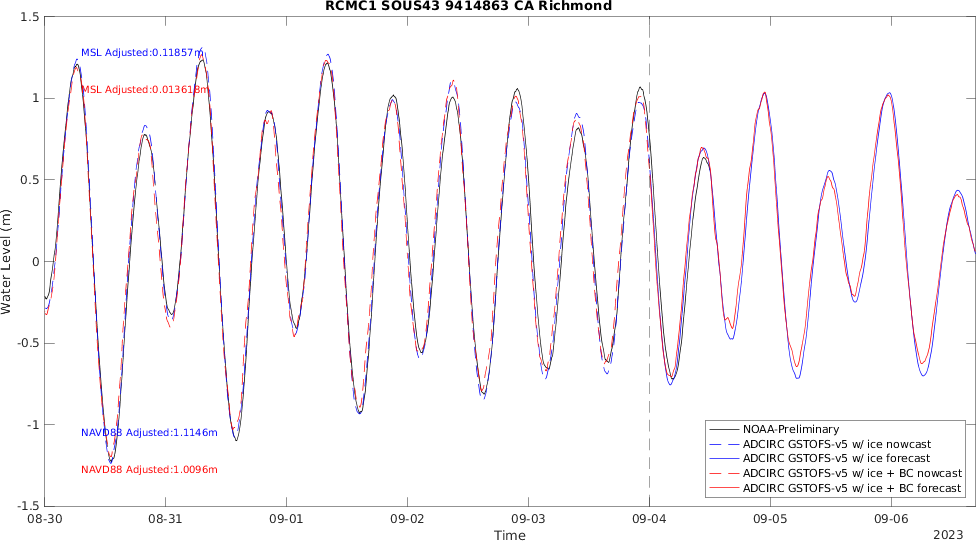 RCMC1 SOUS43 9414863 CA Richmond
1.5
MSL Adjusted:0.11857m
MSL Adjusted:0.013618m
1
0.5
0
-0.5
-1
-1.5
Water Level (m)
NAVD88 Adjusted:1.1146m
NAVD88 Adjusted:1.0096m
NOAA-Preliminary
ADCIRC GSTOFS-v5 w/ ice nowcast
ADCIRC GSTOFS-v5 w/ ice forecast
ADCIRC GSTOFS-v5 w/ ice + BC nowcast
ADCIRC GSTOFS-v5 w/ ice + BC forecast
08-30 08-31 09-01 09-02 09-03 09-04 09-05 09-06
Time
2023